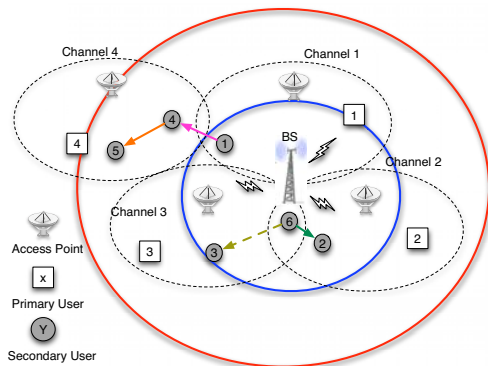 Channel 4
Channel 1
1
4
1
BS
4
5
Channel 2
Channel 3
6
3
3
2
2
Access Point
x
Primary User
Y
Secondary User